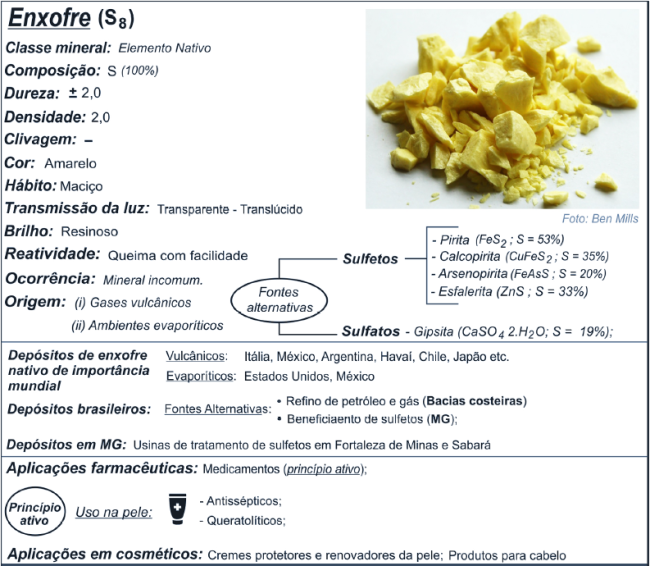 Enxofre (S8)
Classe mineral: Elemento Nativo
Composição: S (100%)
Dureza: ± 2,0
Densidade: 2,0
Clivagem: –
Cor: Amarelo
Hábito: Maciço
Transmissão da luz: Transparente - Translúcido
Brilho: Resinoso
Reatividade: Queima com facilidade
Ocorrência: Mineral incomum.
Origem: (i) Gases vulcânicos
(ii) Ambientes evaporíticos
Foto: Ben Mills
Fontes
alternativas
Sulfetos
- Pirita (FeS2 ; S = 53%)
- Calcopirita (CuFeS2 ; S = 35%)
- Arsenopirita (FeAsS ; S = 20%)
- Esfalerita (ZnS ; S = 33%)
Sulfatos - Gipsita (CaSO4 2.H2O; S = 19%);
Depósitos de enxofre
nativo de importância
mundial
Vulcânicos: Itália, México, Argentina, Havaí, Chile, Japão etc.
Evaporíticos: Estados Unidos, México
Depósitos brasileiros: Fontes Alternativas:
• Refino de petróleo e gás (Bacias costeiras)
• Beneficiaento de sulfetos (MG);
Depósitos em MG: Usinas de tratamento de sulfetos em Fortaleza de Minas e Sabará
Aplicações farmacêuticas: Medicamentos (princípio ativo);
Princípio
ativo
Uso na pele:
- Antissépticos;
- Queratolíticos;
Aplicações em cosméticos: Cremes protetores e renovadores da pele; Produtos para cabelo